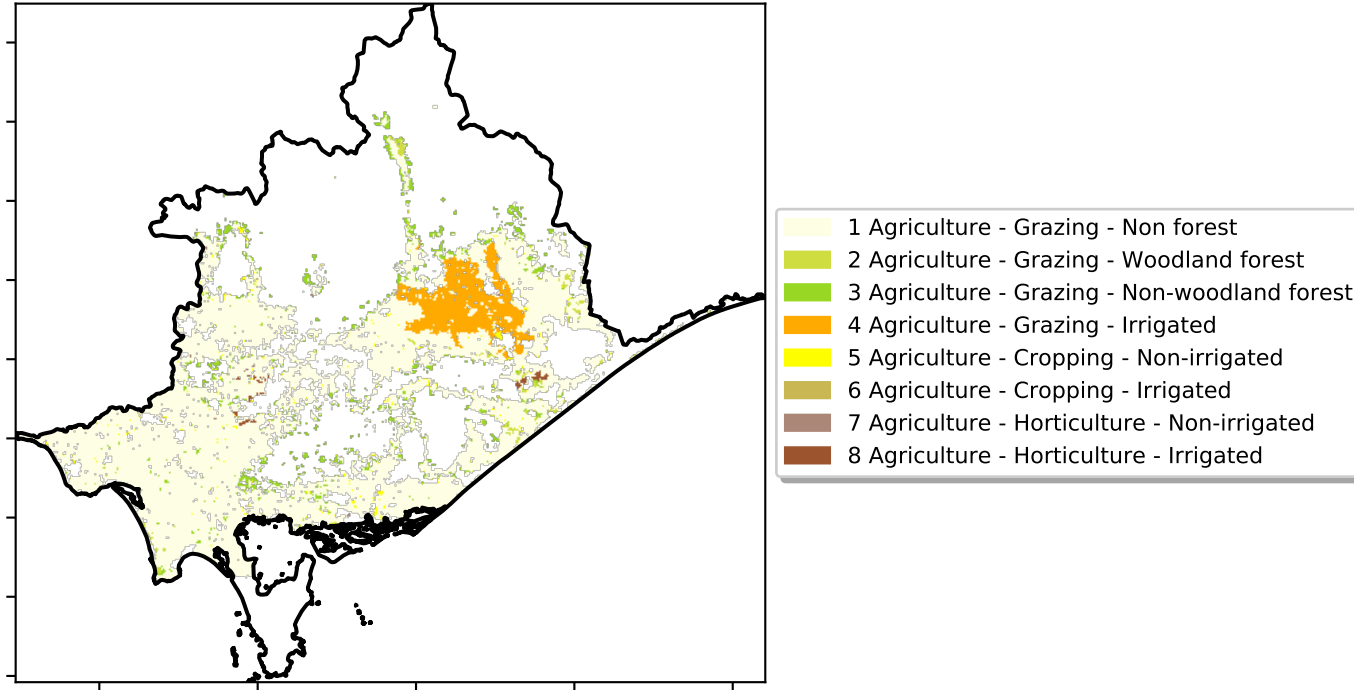 1 Agriculture - Grazing - Non forest
2 Agriculture - Grazing - Woodland forest
3 Agriculture - Grazing - Non-woodland forest
4 Agriculture - Grazing - Irrigated
5 Agriculture - Cropping - Non-irrigated
6 Agriculture - Cropping - Irrigated
7 Agriculture - Horticulture - Non-irrigated
8 Agriculture - Horticulture - Irrigated